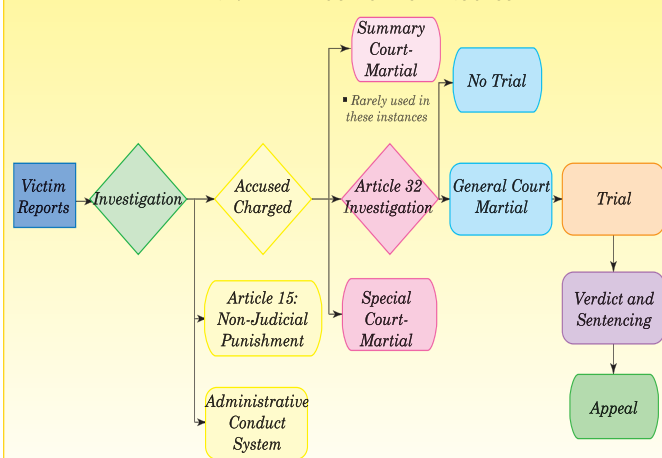 Summary
Court-
Martial
No Trial
▪ Rarely used in
these instances
Victim
Reports
Investigation
Accused
Charged
Article 32
Investigation
General Court
Martial
Trial
Article 15:
Non-Judicial
Punishment
Special
Court-
Martial
Verdict and
Sentencing
Administrative
Conduct
System
Appeal